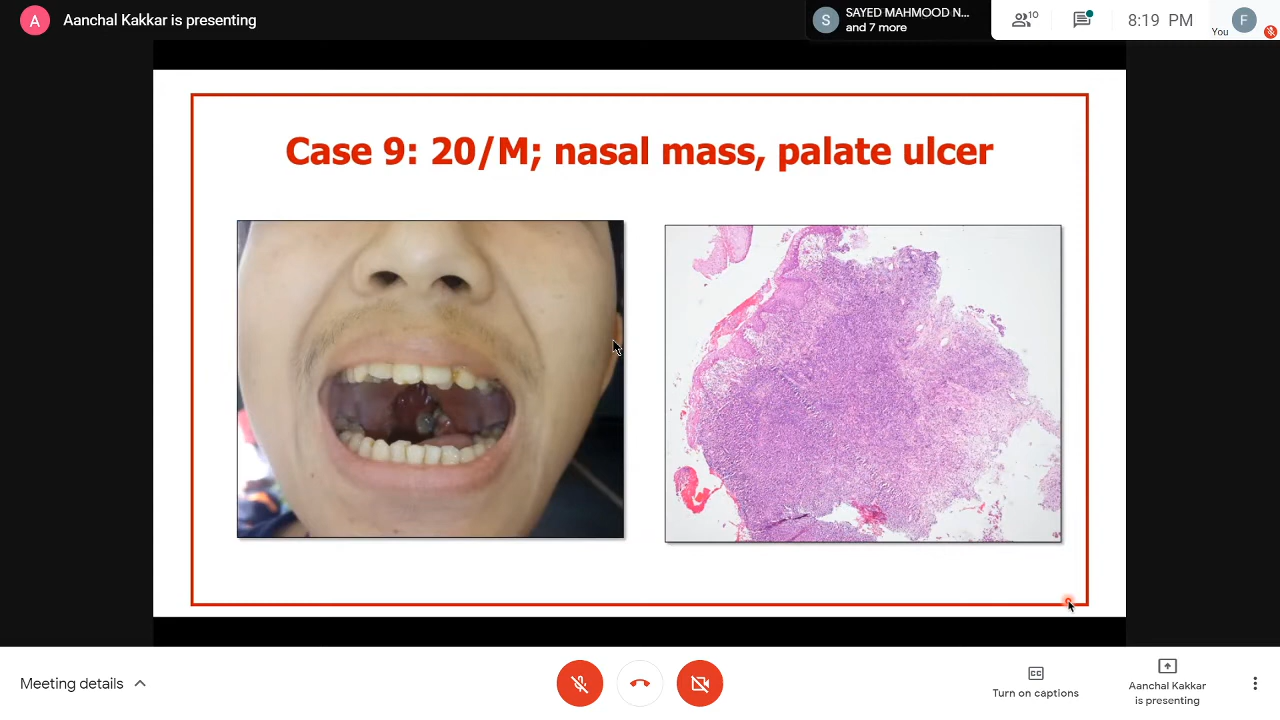 A
Aanchal Kakkar is presenting
S
SAYED MAHMOOD N...
and 7 more
10
8:19 PM
You
F
Case 9: 20/M; nasal mass, palate ulcer
Meeting details
CC
Turn on captions
Aanchal Kakkar
is presenting